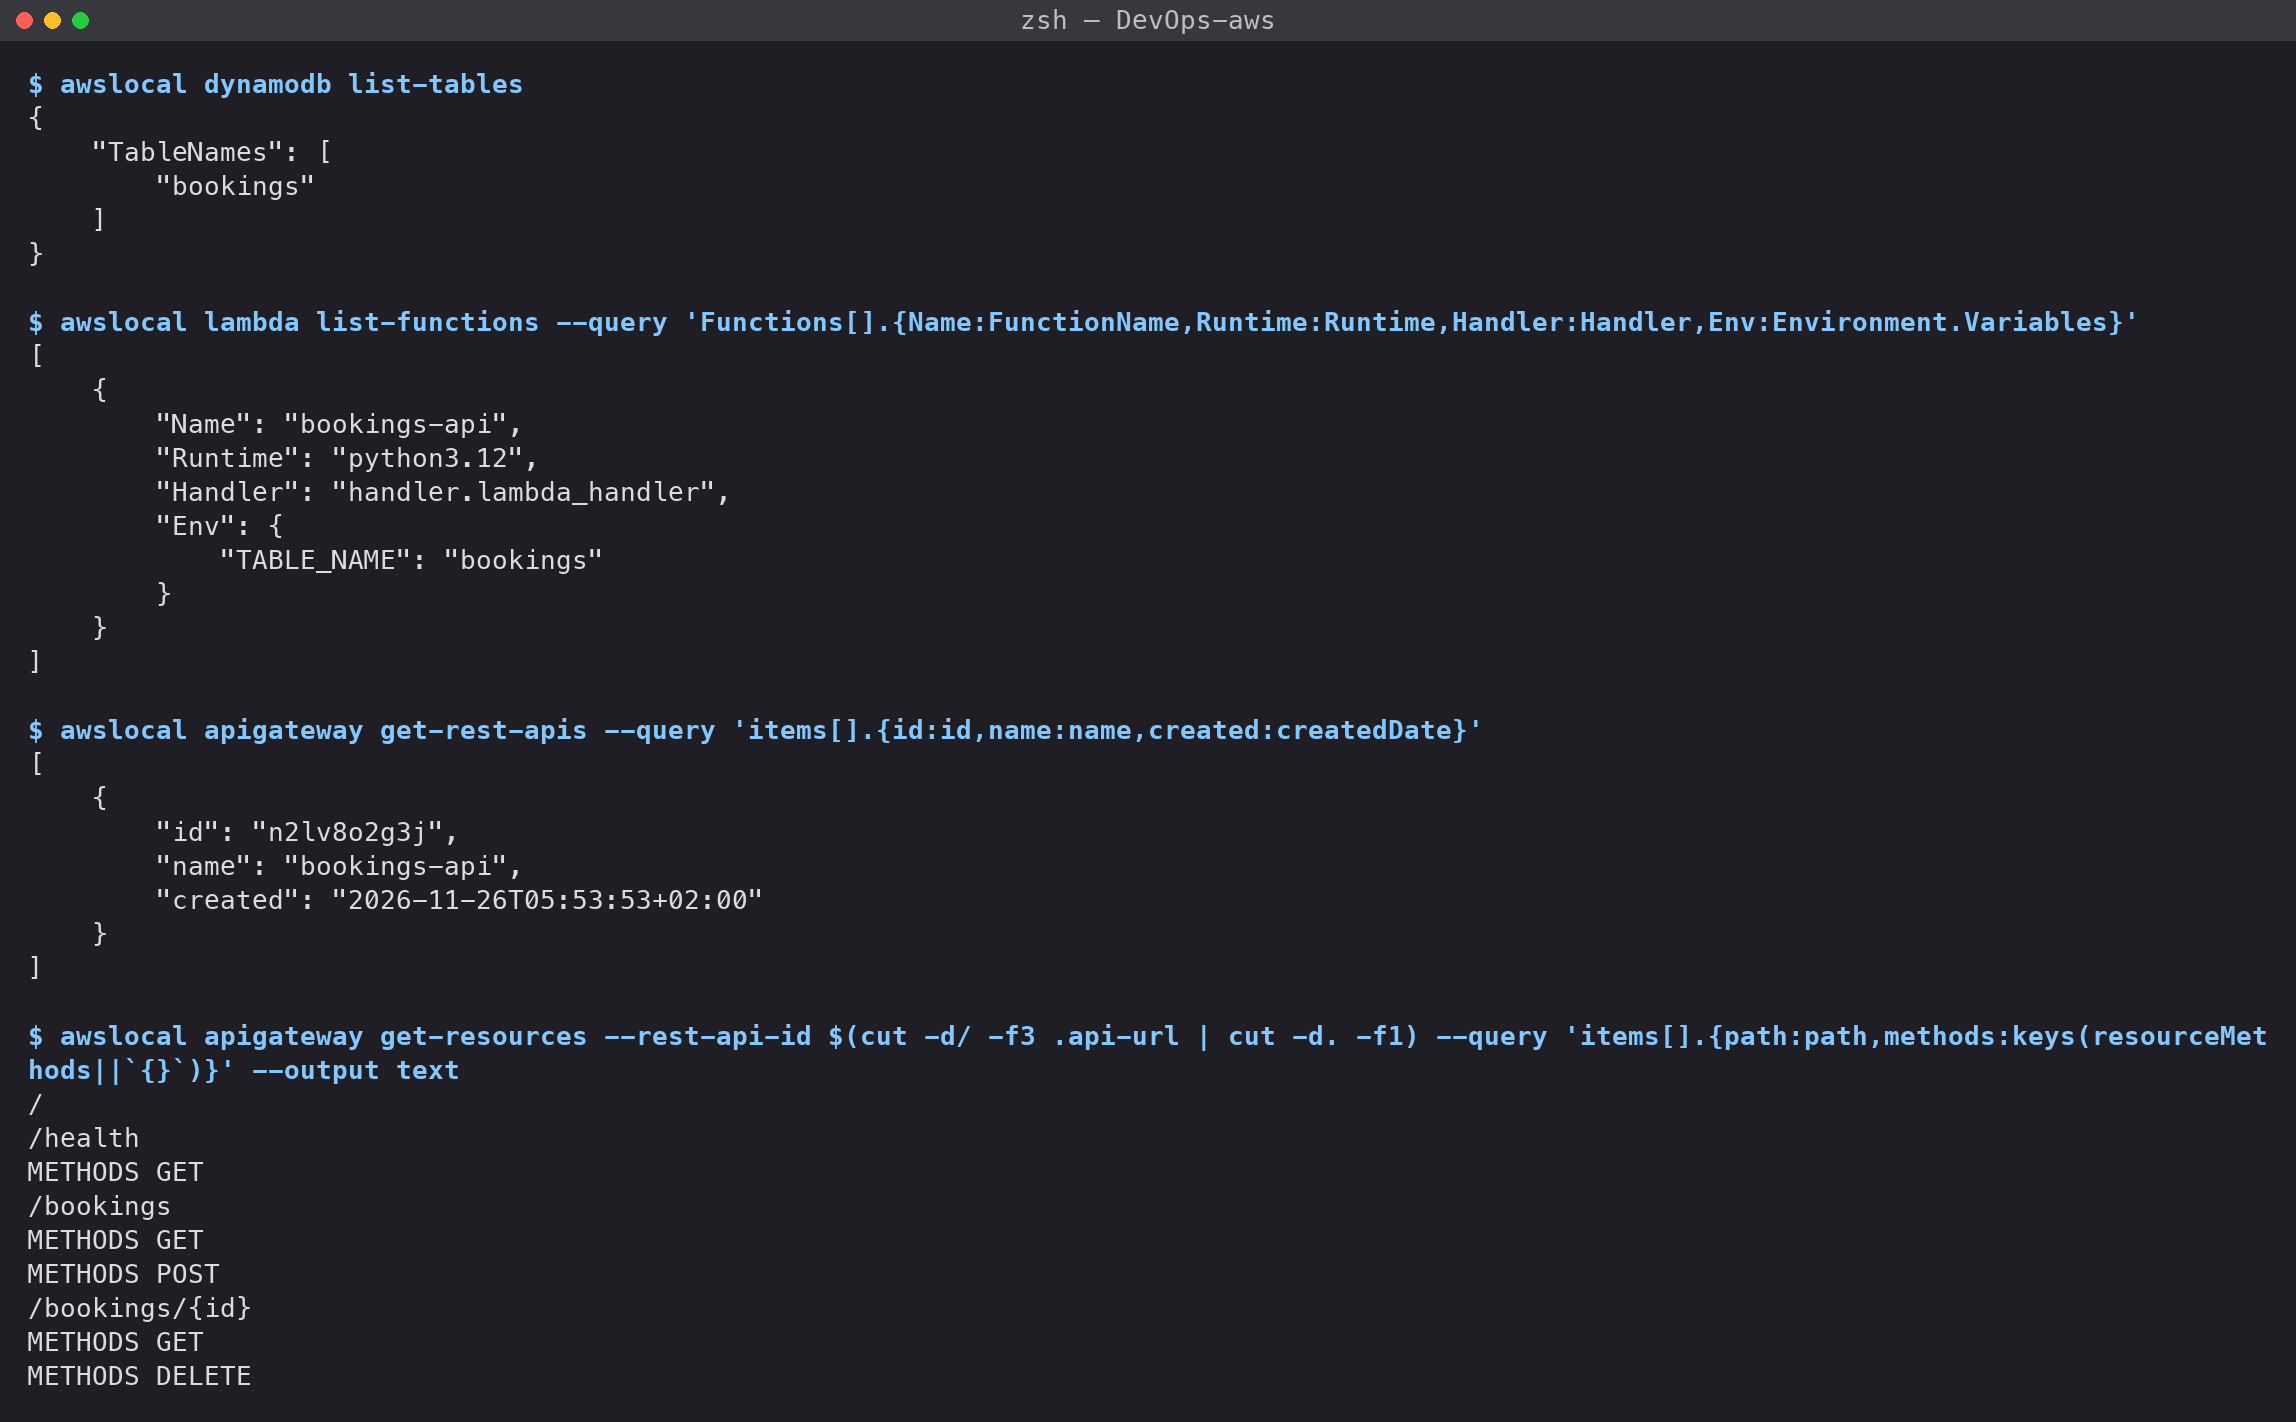 zsh — DevOps-aws
$ awslocal dynamodb list-tables
{
    "TableNames": [
        "bookings"
    ]
}

$ awslocal lambda list-functions --query 'Functions[].{Name:FunctionName,Runtime:Runtime,Handler:Handler,Env:Environment.Variables}'
[
    {
        "Name": "bookings-api",
        "Runtime": "python3.12",
        "Handler": "handler.lambda_handler",
        "Env": {
            "TABLE_NAME": "bookings"
        }
    }
]

$ awslocal apigateway get-rest-apis --query 'items[].{id:id,name:name,created:createdDate}'
[
    {
        "id": "n2lv8o2g3j",
        "name": "bookings-api",
        "created": "2026-11-26T05:53:53+02:00"
    }
]

$ awslocal apigateway get-resources --rest-api-id $(cut -d/ -f3 .api-url | cut -d. -f1) --query 'items[].{path:path,methods:keys(resourceMet
hods||`{}`)}' --output text
/
/health
METHODS GET
/bookings
METHODS GET
METHODS POST
/bookings/{id}
METHODS GET
METHODS DELETE